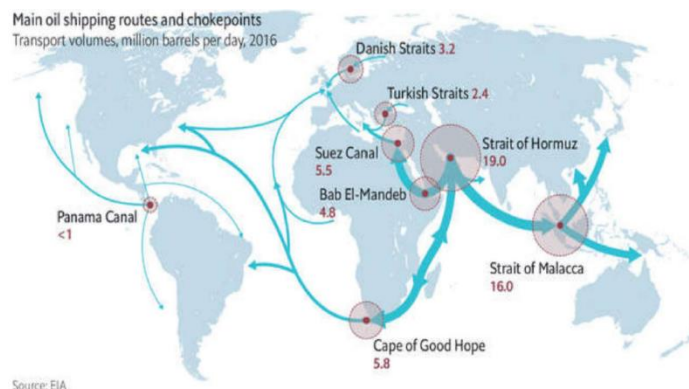 Main oil shipping routes and chokepoints
Transport volumes, million barrels per day, 2016
Danish Straits 3.2
Turkish Straits 2.4
Suez Canal
5.5
Strait of Hormuz
19.0
Bab El-Mandeb
4.8
Panama Canal
<1
Strait of Malacca
16.0
Cape of Good Hope
5.8
Source: EIA